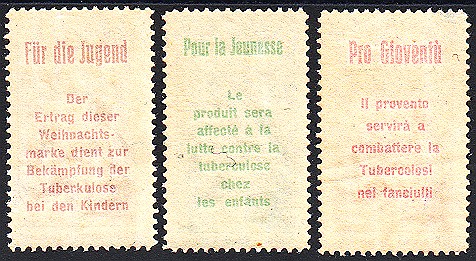 Für die Jugend
Der
Ertrag dieser
Weihnachts-
marke dient zur
Bekämpfung der
Tuberkulose
bei den Kindern
Pour la Jeunesse
Le
produit sera
affecté à la
lutte contre la
tuberculose
chez
les enfants
Pro Gioventù
Il provento
servirà a
combattere la
Tubercolosi
nei fanciulli